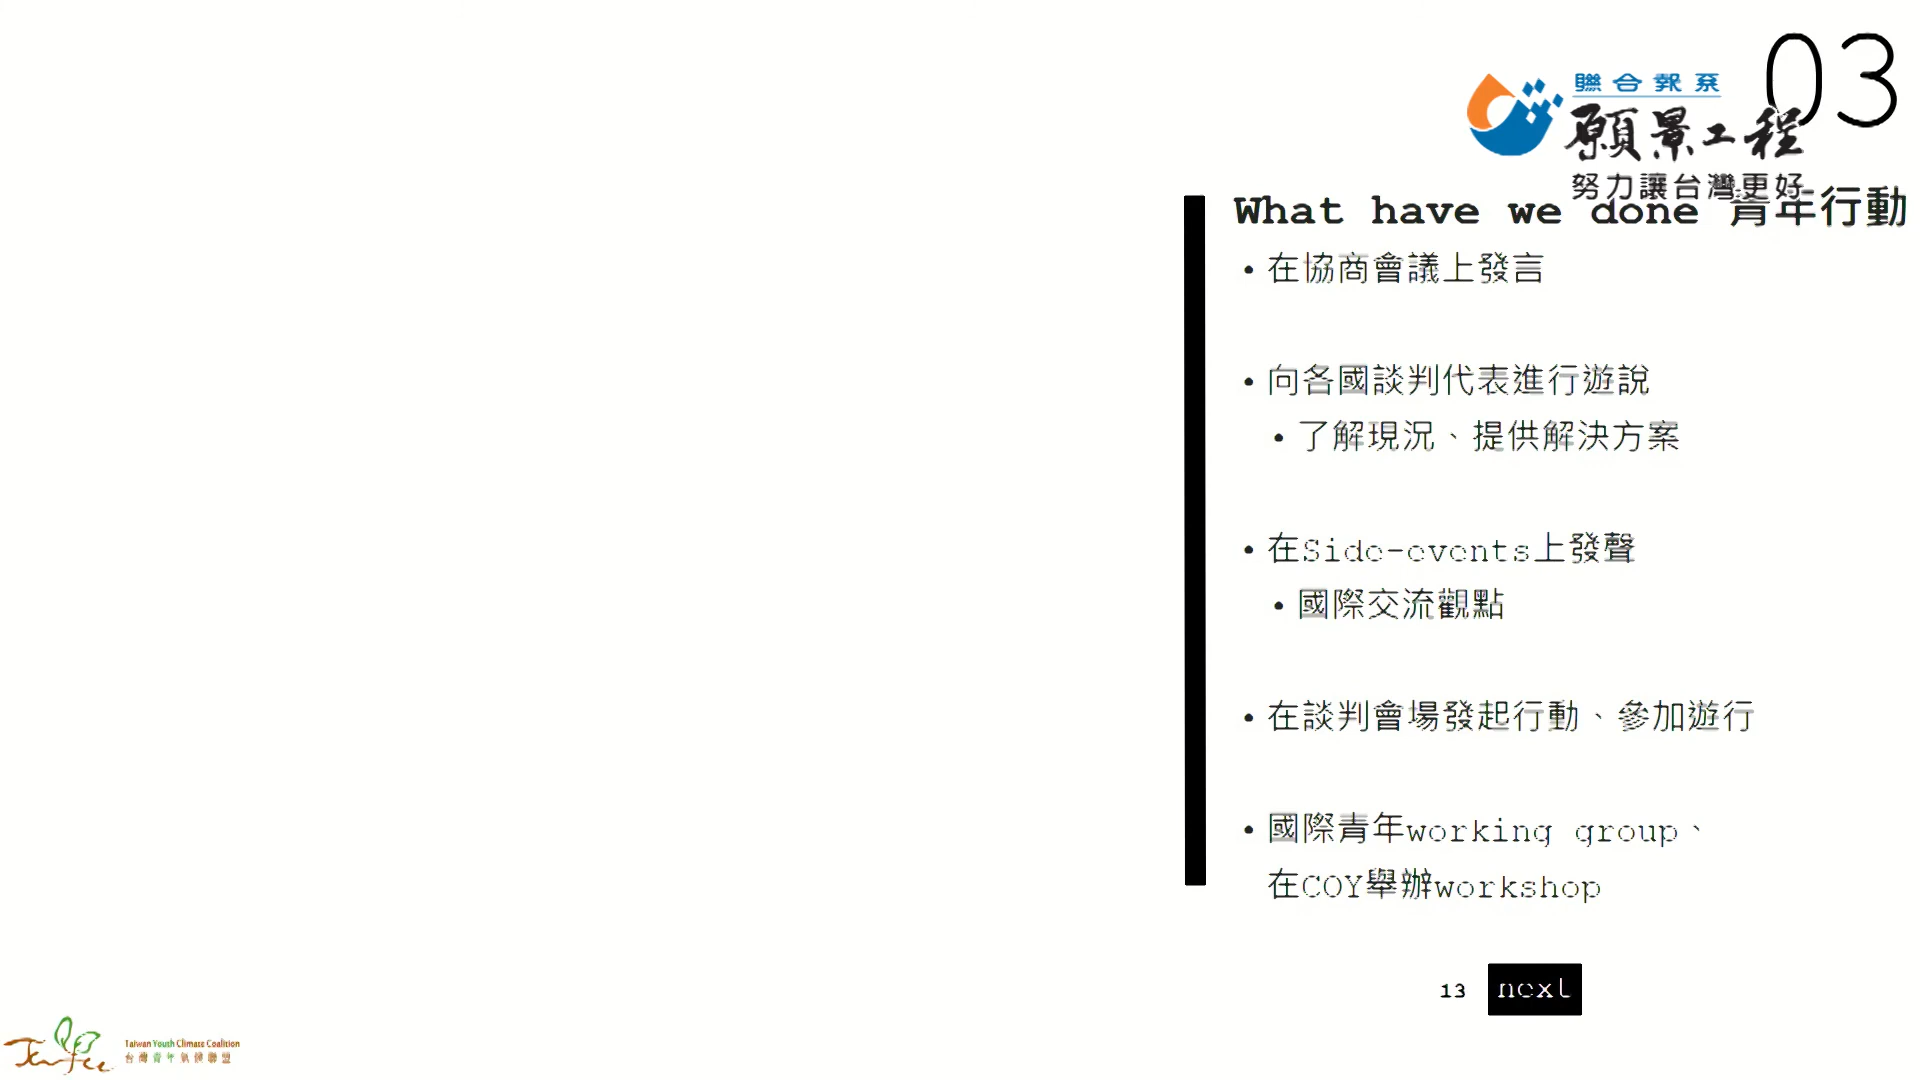 03
聯合報系
願景工程
努力讓台灣更好
What have we done 青年行動
• 在協商會議上發言
• 向各國談判代表進行遊說
• 了解現況、提供解決方案
• 在Side-events上發聲
• 國際交流觀點
• 在談判會場發起行動、參加遊行
• 國際青年working group、
在COY舉辦workshop
13 next
Taiwan Youth Climate Coalition
台灣青年氣候聯盟